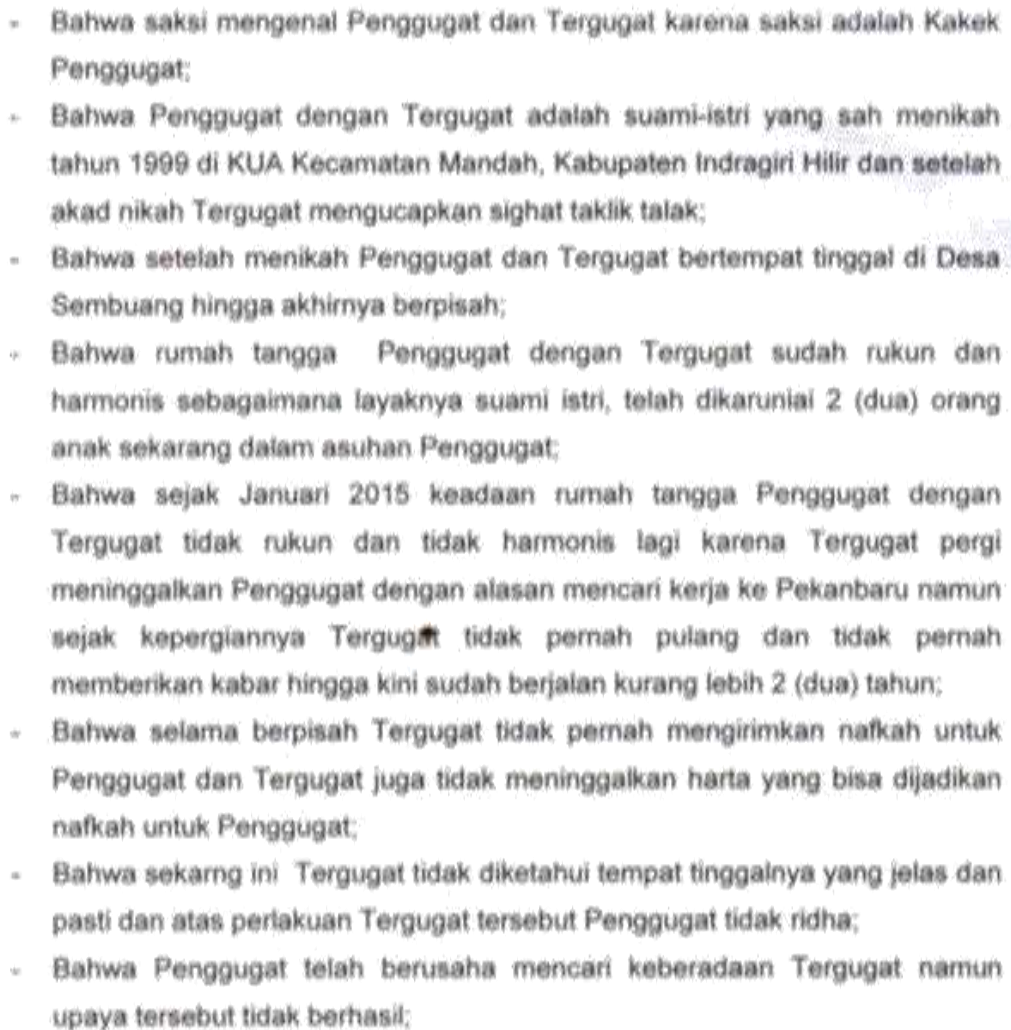 - Bahwa saksi mengenal Penggugat dan Tergugat karena saksi adalah Kakek
Penggugat;
- Bahwa Penggugat dengan Tergugat adalah suami-istri yang sah menikah
tahun 1999 di KUA Kecamatan Mandah, Kabupaten Indragiri Hilir dan setelah
akad nikah Tergugat mengucapkan sighat taklik talak;
- Bahwa setelah menikah Penggugat dan Tergugat bertempat tinggal di Desa
Sembuang hingga akhirnya berpisah;
- Bahwa rumah tangga Penggugat dengan Tergugat sudah rukun dan
harmonis sebagaimana layaknya suami istri, telah dikaruniai 2 (dua) orang
anak sekarang dalam asuhan Penggugat;
- Bahwa sejak Januari 2015 keadaan rumah tangga Penggugat dengan
Tergugat tidak rukun dan tidak harmonis lagi karena Tergugat pergi
meninggalkan Penggugat dengan alasan mencari kerja ke Pekanbaru namun
sejak kepergiannya Tergugat tidak pernah pulang dan tidak pernah
memberikan kabar hingga kini sudah berjalan kurang lebih 2 (dua) tahun;
- Bahwa selama berpisah Tergugat tidak pernah mengirimkan nafkah untuk
Penggugat dan Tergugat juga tidak meninggalkan harta yang bisa dijadikan
nafkah untuk Penggugat;
- Bahwa sekarng ini Tergugat tidak diketahui tempat tinggalnya yang jelas dan
pasti dan atas perlakuan Tergugat tersebut Penggugat tidak ridha;
- Bahwa Penggugat telah berusaha mencari keberadaan Tergugat namun
upaya tersebut tidak berhasil;